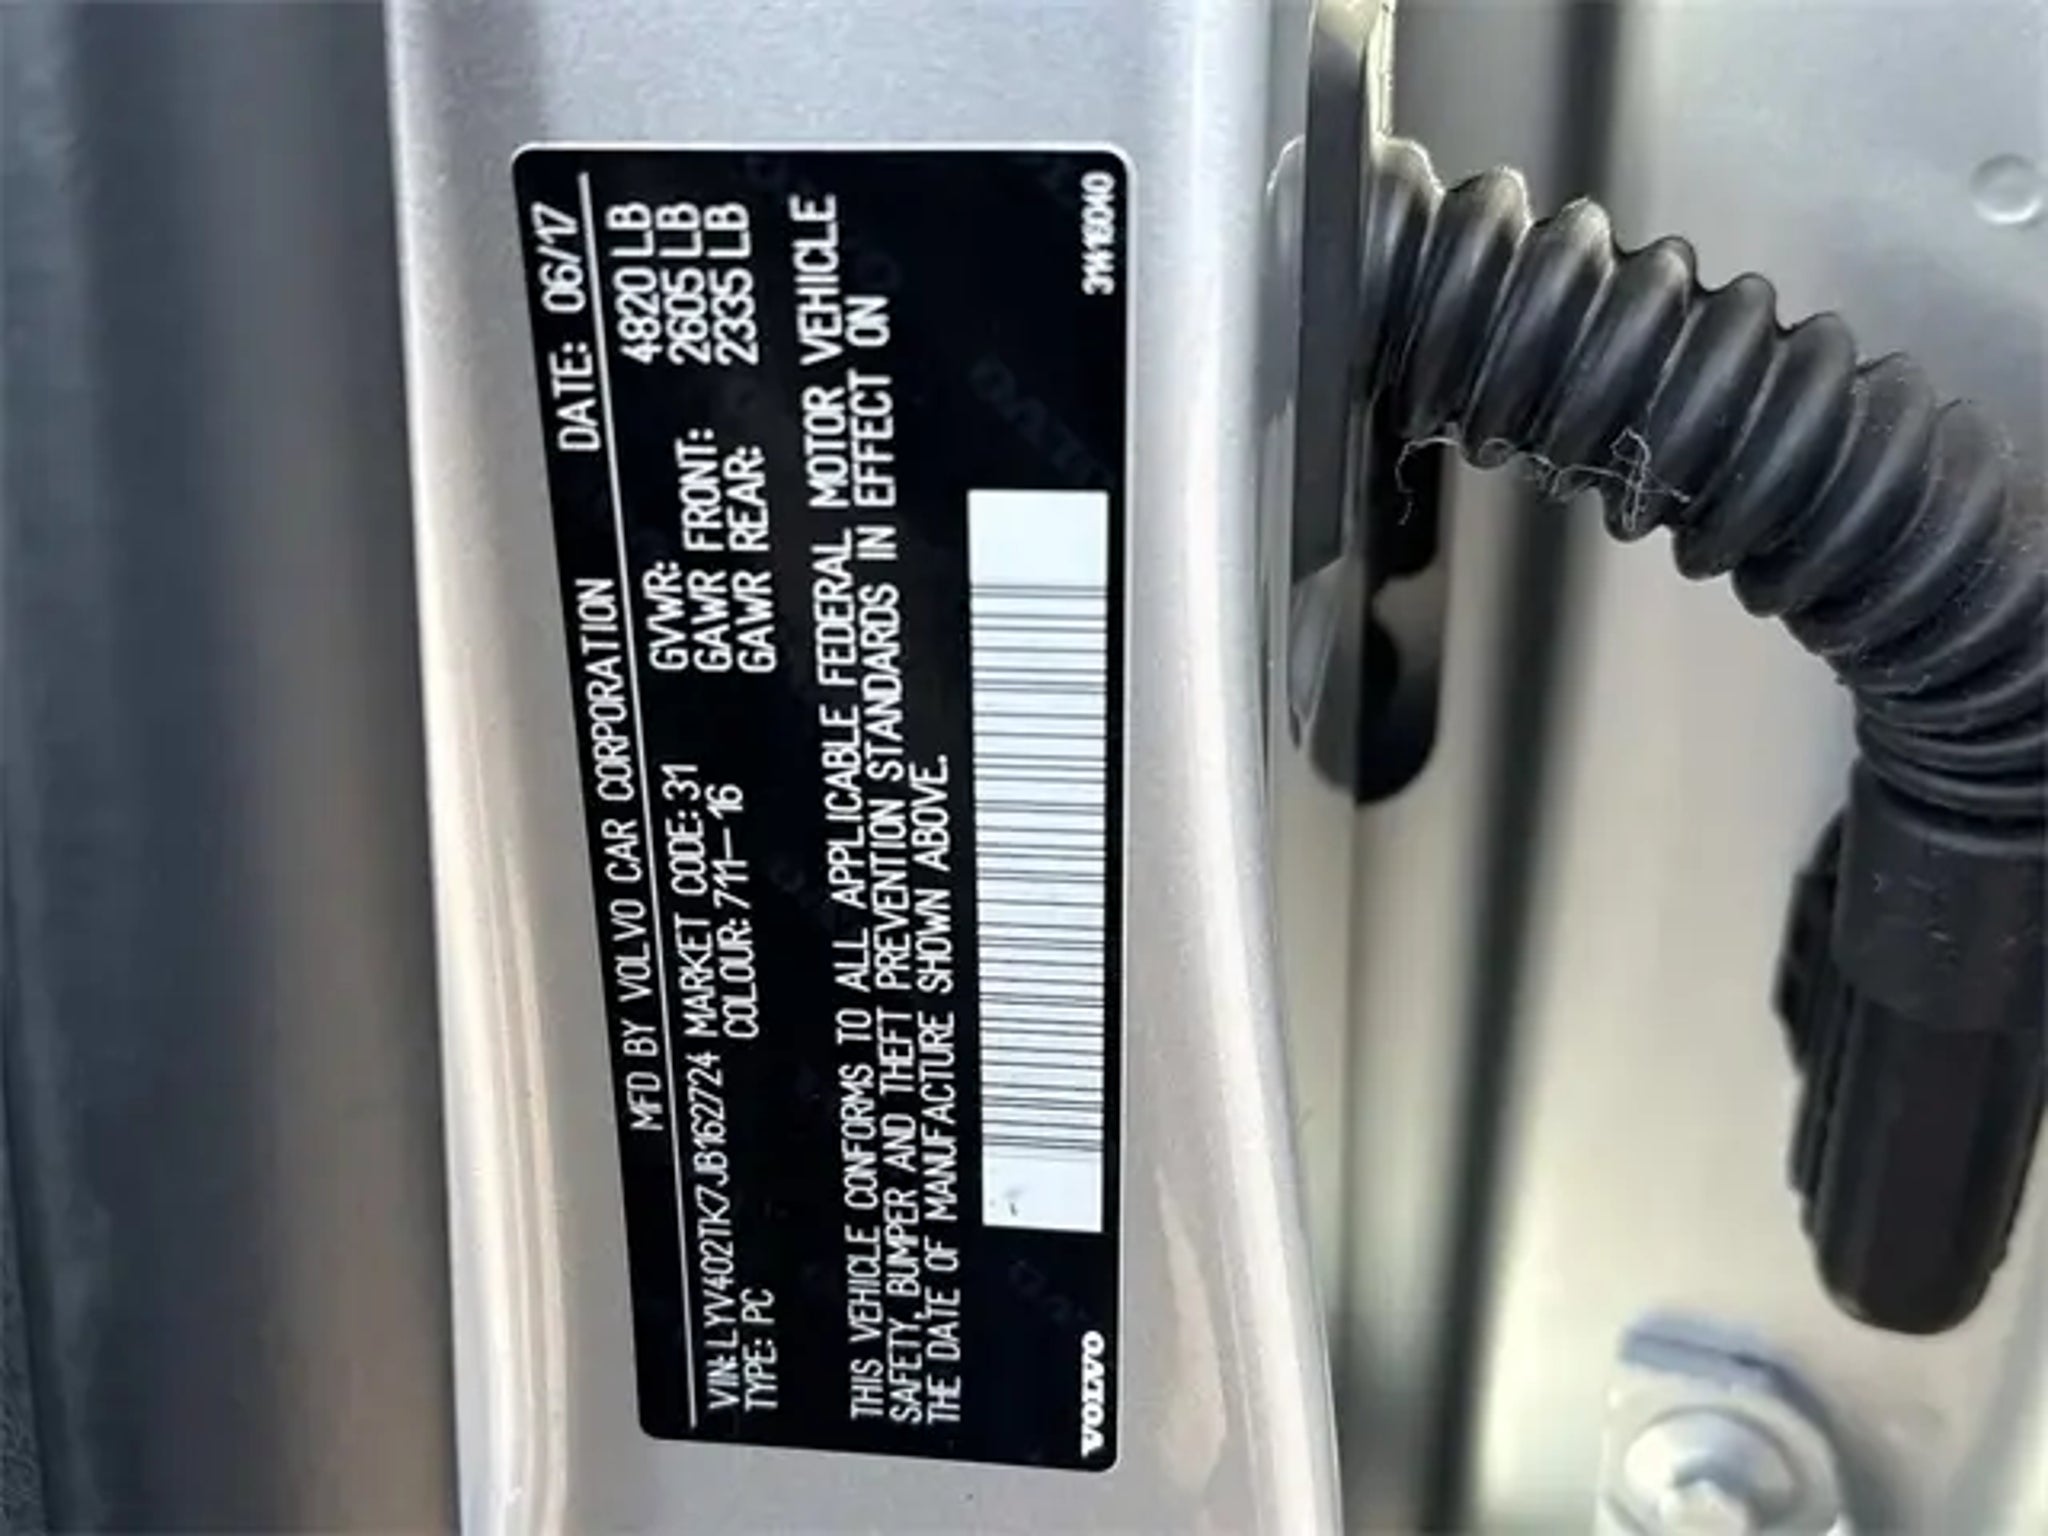 MFD BY VOLVO CAR CORPORATION DATE: 06/17
VIN: LYV402TK7JB162724 MARKET CODE: 31 GVWR: 4820 LB
TYPE: PC COLOUR: 711-16 GAWR FRONT: 2605 LB
GAWR REAR: 2335 LB
THIS VEHICLE CONFORMS TO ALL APPLICABLE FEDERAL MOTOR VEHICLE
SAFETY, BUMPER AND THEFT PREVENTION STANDARDS IN EFFECT ON
THE DATE OF MANUFACTURE SHOWN ABOVE.
VOLVO